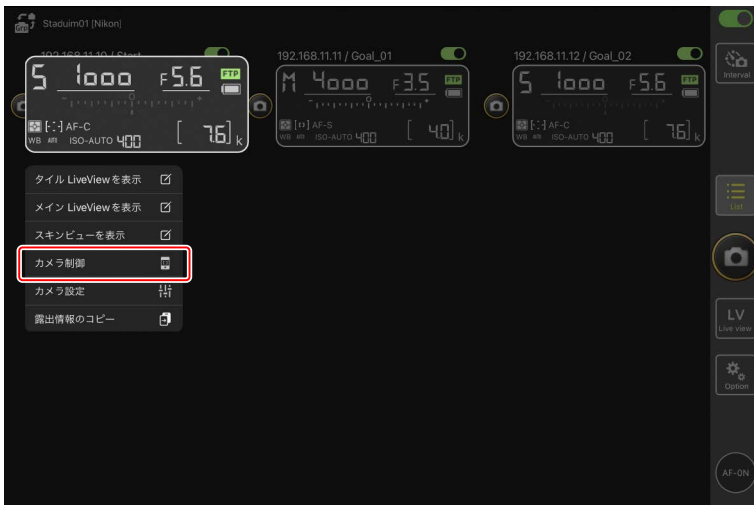 Staduim01 [Nikon]
192.168.11.10 / Start
192.168.11.11 / Goal_01
192.168.11.12 / Goal_02
5 1000 F5.6 FTP
AF-C
WB ISO-AUTO 400 [ 7.6] k
M 4000 F3.5 FTP
AF-S
WB ISO-AUTO 400 [ 4.0] k
5 1000 F5.6 FTP
AF-C
WB ISO-AUTO 400 [ 7.6] k
タイル LiveViewを表示
メイン LiveViewを表示
スキンビューを表示
カメラ制御
カメラ設定
露出情報のコピー
Interval
List
LV
Live view
Option
AF-ON